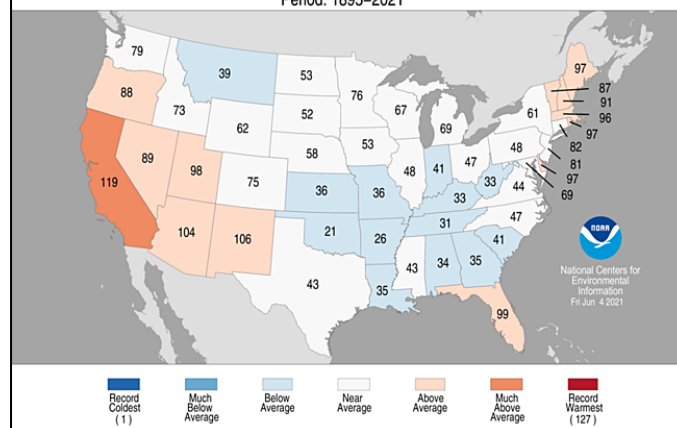 Period: 1895–2021
79
39
53
76
67
69
61
97
87
91
96
97
82
81
97
69
88
73
62
52
58
53
48
41
47
48
44
119
89
98
75
36
36
33
33
47
104
106
21
26
31
41
43
35
43
34
35
99
NOAA
National Centers for
Environmental
Information
Fri Jun 4 2021
Record
Coldest
(1)
Much
Below
Average
Below
Average
Near
Average
Above
Average
Much
Above
Average
Record
Warmest
(127)